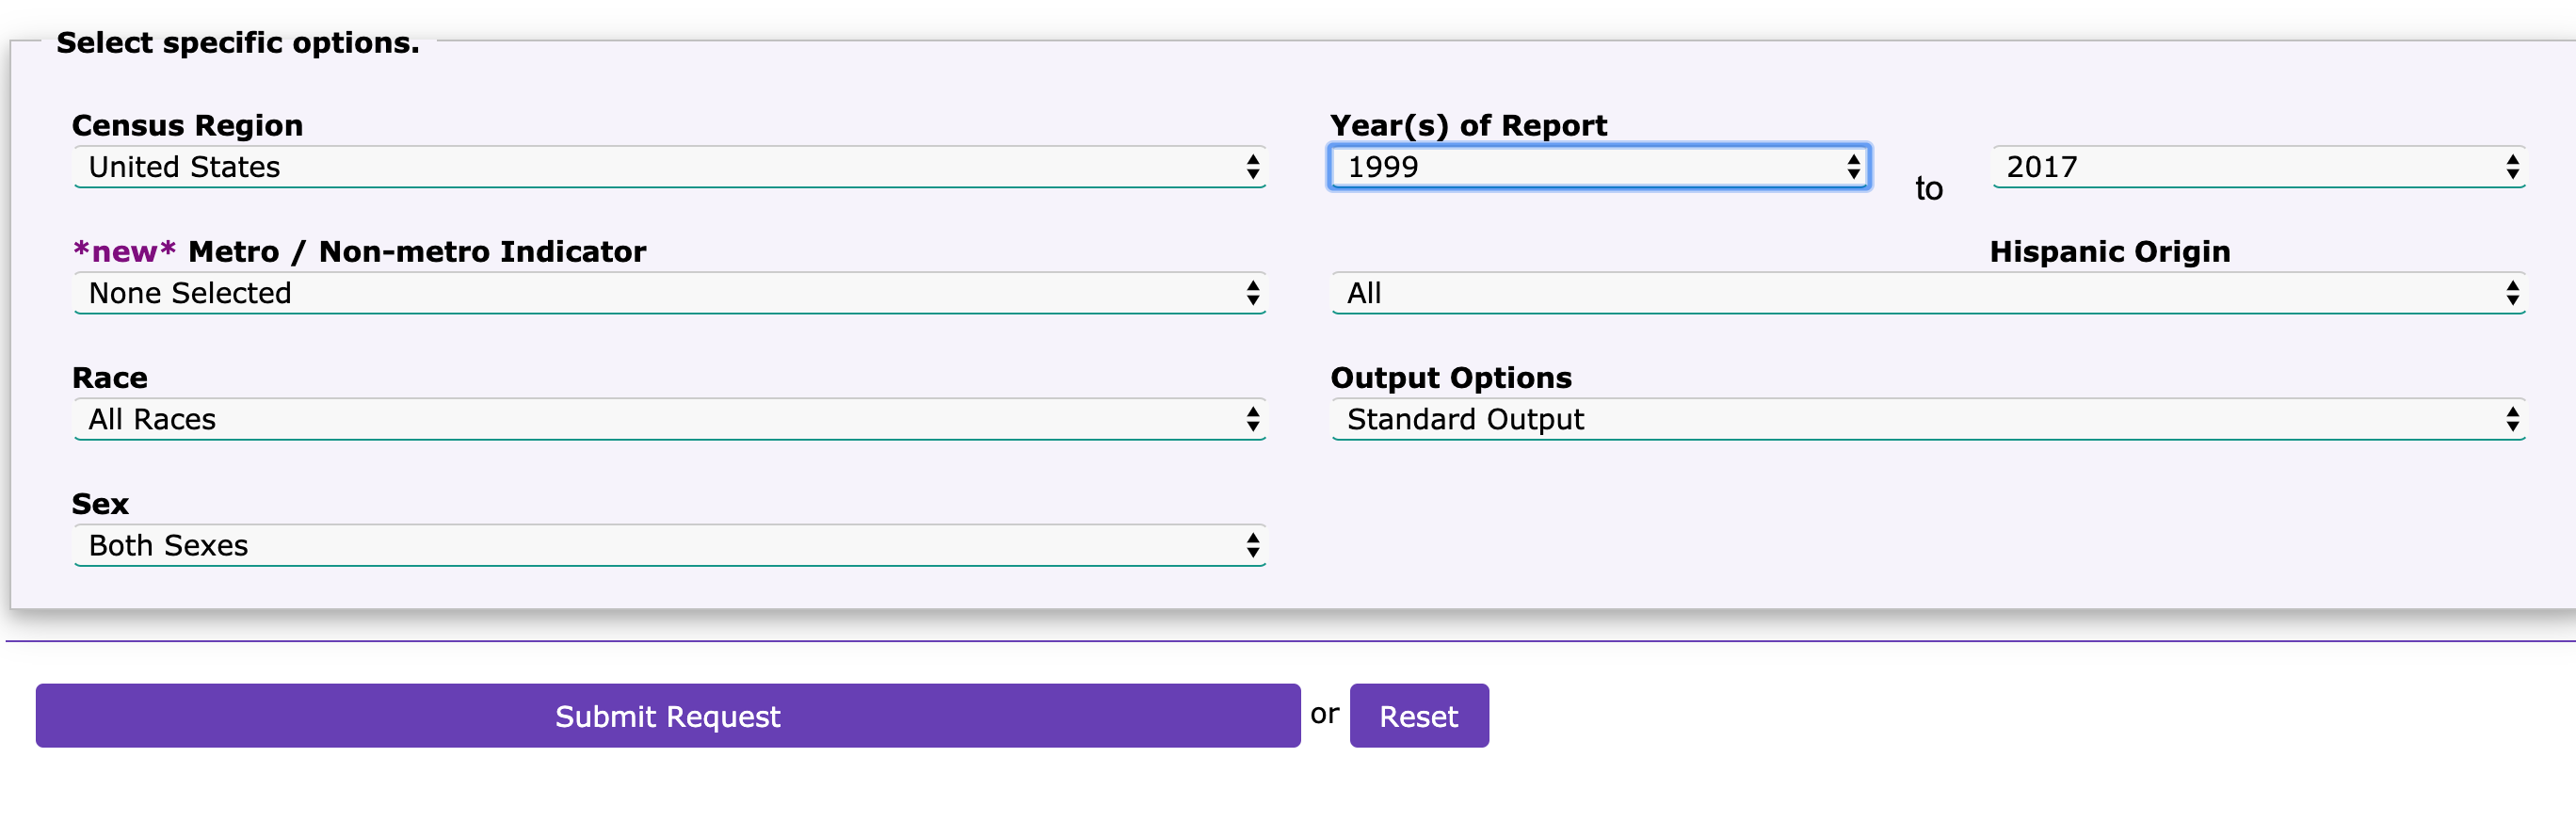 Select specific options.
Census Region
United States
Year(s) of Report
1999
to
2017
*new* Metro / Non-metro Indicator
None Selected
Hispanic Origin
All
Race
All Races
Output Options
Standard Output
Sex
Both Sexes
Submit Request
or
Reset